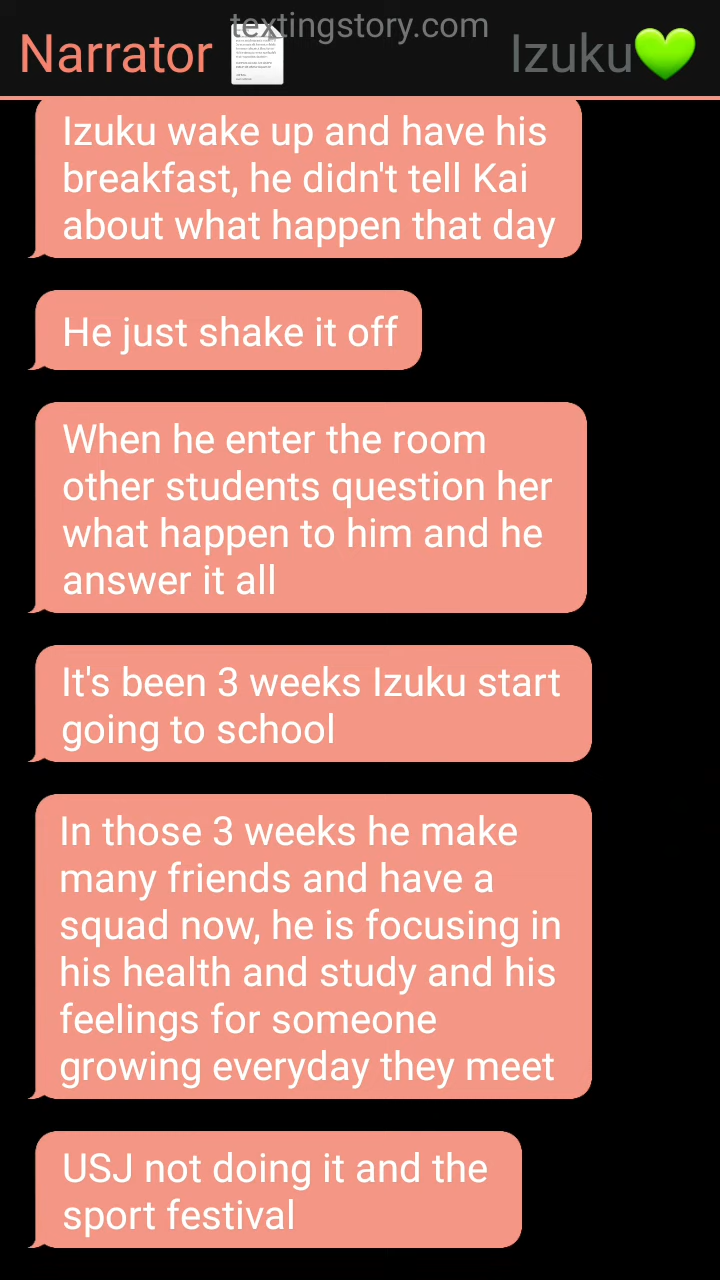 textingstory.com
Narrator
Izuku💚
Izuku wake up and have his
breakfast, he didn't tell Kai
about what happen that day
He just shake it off
When he enter the room
other students question her
what happen to him and he
answer it all
It's been 3 weeks Izuku start
going to school
In those 3 weeks he make
many friends and have a
squad now, he is focusing in
his health and study and his
feelings for someone
growing everyday they meet
USJ not doing it and the
sport festival